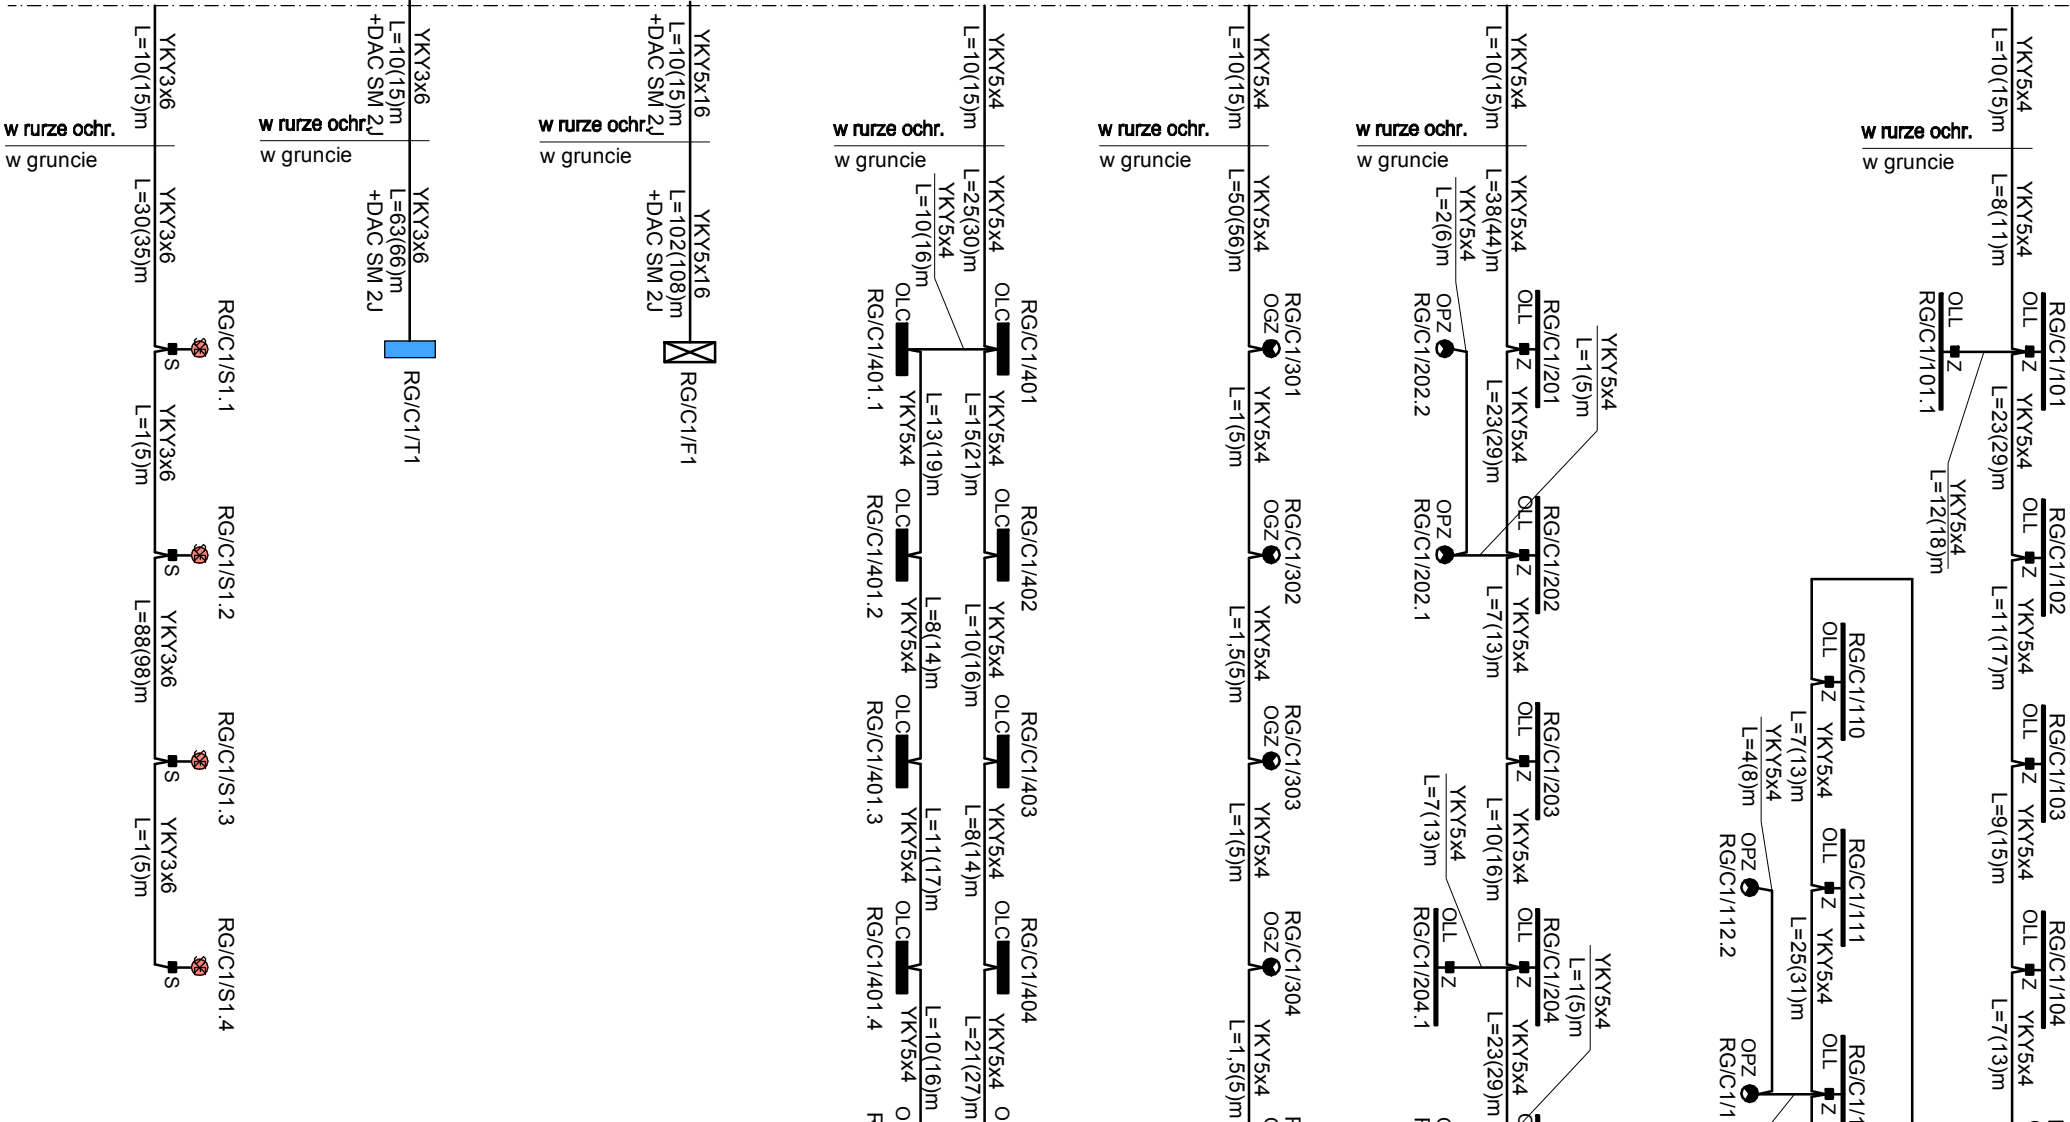 YKY3x6
L=10(15)m
w rurze ochr.
w gruncie
YKY3x6
L=30(35)m
RG/C1/S1.1
S
YKY3x6
L=1(5)m
RG/C1/S1.2
S
YKY3x6
L=88(98)m
RG/C1/S1.3
S
YKY3x6
L=1(5)m
RG/C1/S1.4
S
YKY3x6
L=10(15)m
+DAC SM 2J
w rurze ochr.
w gruncie
YKY3x6
L=63(66)m
+DAC SM 2J
RG/C1/T1
YKY5x16
L=10(15)m
+DAC SM 2J
w rurze ochr.
w gruncie
YKY5x16
L=102(108)m
+DAC SM 2J
RG/C1/F1
YKY5x4
L=10(15)m
w rurze ochr.
w gruncie
YKY5x4
L=25(30)m
YKY5x4
L=10(16)m
RG/C1/401
OLC
OLC
RG/C1/401.1
YKY5x4
L=15(21)m
L=13(19)m
YKY5x4
RG/C1/402
OLC
OLC
RG/C1/401.2
YKY5x4
L=10(16)m
L=8(14)m
YKY5x4
RG/C1/403
OLC
OLC
RG/C1/401.3
YKY5x4
L=8(14)m
L=11(17)m
YKY5x4
RG/C1/404
OLC
OLC
RG/C1/401.4
YKY5x4
L=21(27)m
L=10(16)m
YKY5x4
YKY5x4
L=10(15)m
w rurze ochr.
w gruncie
YKY5x4
L=50(56)m
RG/C1/301
OGZ
YKY5x4
L=1(5)m
RG/C1/302
OGZ
YKY5x4
L=1,5(5)m
RG/C1/303
OGZ
YKY5x4
L=1(5)m
RG/C1/304
OGZ
YKY5x4
L=1,5(5)m
YKY5x4
L=10(15)m
w rurze ochr.
w gruncie
YKY5x4
L=38(44)m
YKY5x4
L=2(6)m
RG/C1/201
OLL
Z
OPZ
RG/C1/202.2
YKY5x4
L=1(5)m
YKY5x4
L=23(29)m
RG/C1/202
OLL
Z
OPZ
RG/C1/202.1
YKY5x4
L=7(13)m
RG/C1/203
OLL
Z
YKY5x4
L=10(16)m
YKY5x4
L=7(13)m
RG/C1/204
OLL
Z
OLL
Z
RG/C1/204.1
YKY5x4
L=1(5)m
YKY5x4
L=23(29)m
RG/C1/110
OLL
Z
YKY5x4
L=7(13)m
YKY5x4
L=4(8)m
RG/C1/111
OLL
Z
OPZ
RG/C1/112.2
YKY5x4
L=25(31)m
RG/C1/1
OLL
Z
OPZ
RG/C1/1
YKY5x4
L=10(15)m
w rurze ochr.
w gruncie
YKY5x4
L=8(11)m
RG/C1/101
OLL
Z
OLL
Z
RG/C1/101.1
YKY5x4
L=23(29)m
YKY5x4
L=12(18)m
RG/C1/102
OLL
Z
YKY5x4
L=11(17)m
RG/C1/103
OLL
Z
YKY5x4
L=9(15)m
RG/C1/104
OLL
Z
YKY5x4
L=7(13)m